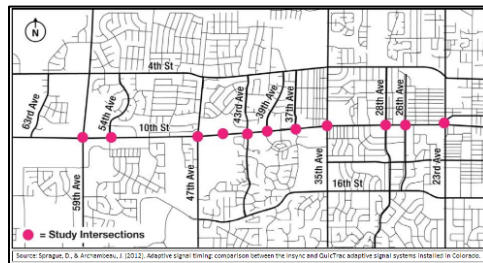 N
4th St
63rd Ave
54th Ave
43rd Ave
39th Ave
37th Ave
28th Ave
26th Ave
10th St
59th Ave
47th Ave
35th Ave
23rd Ave
16th St
= Study Intersections
Source: Sprague, D., & Archambeau, J. (2012). Adaptive signal timing: comparison between the InSync and QuicTrac adaptive signal systems installed in Colorado.